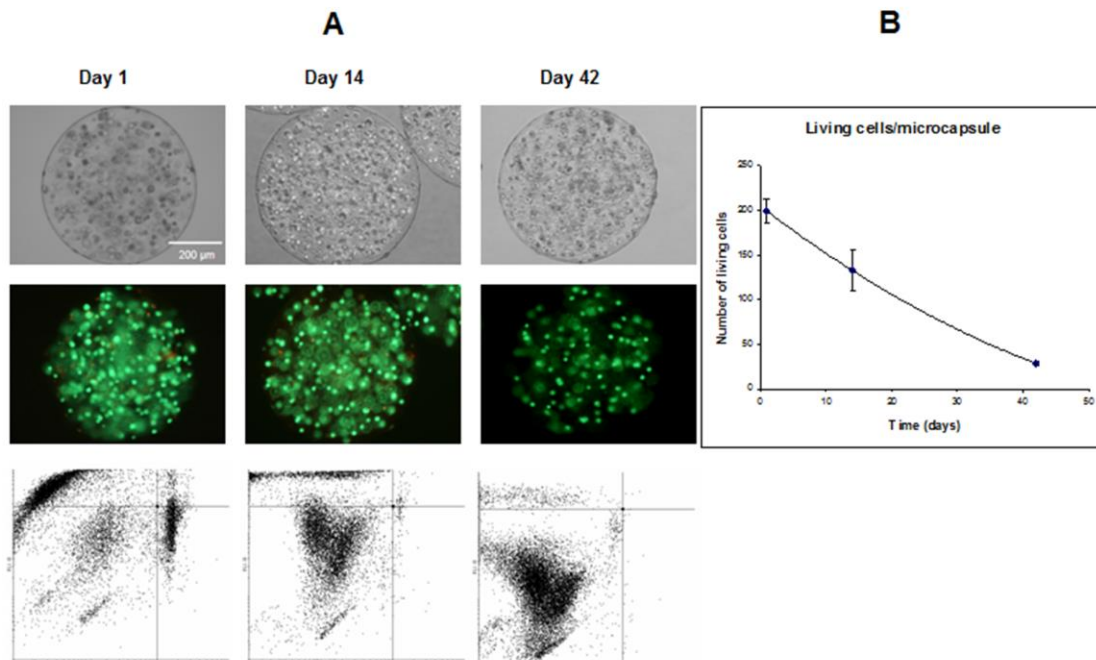 A
B
Day 1
Day 14
Day 42
200 µm
Living cells/microcapsule
Number of living cells
250
200
150
100
50
0
0
10
20
30
40
50
Time (days)